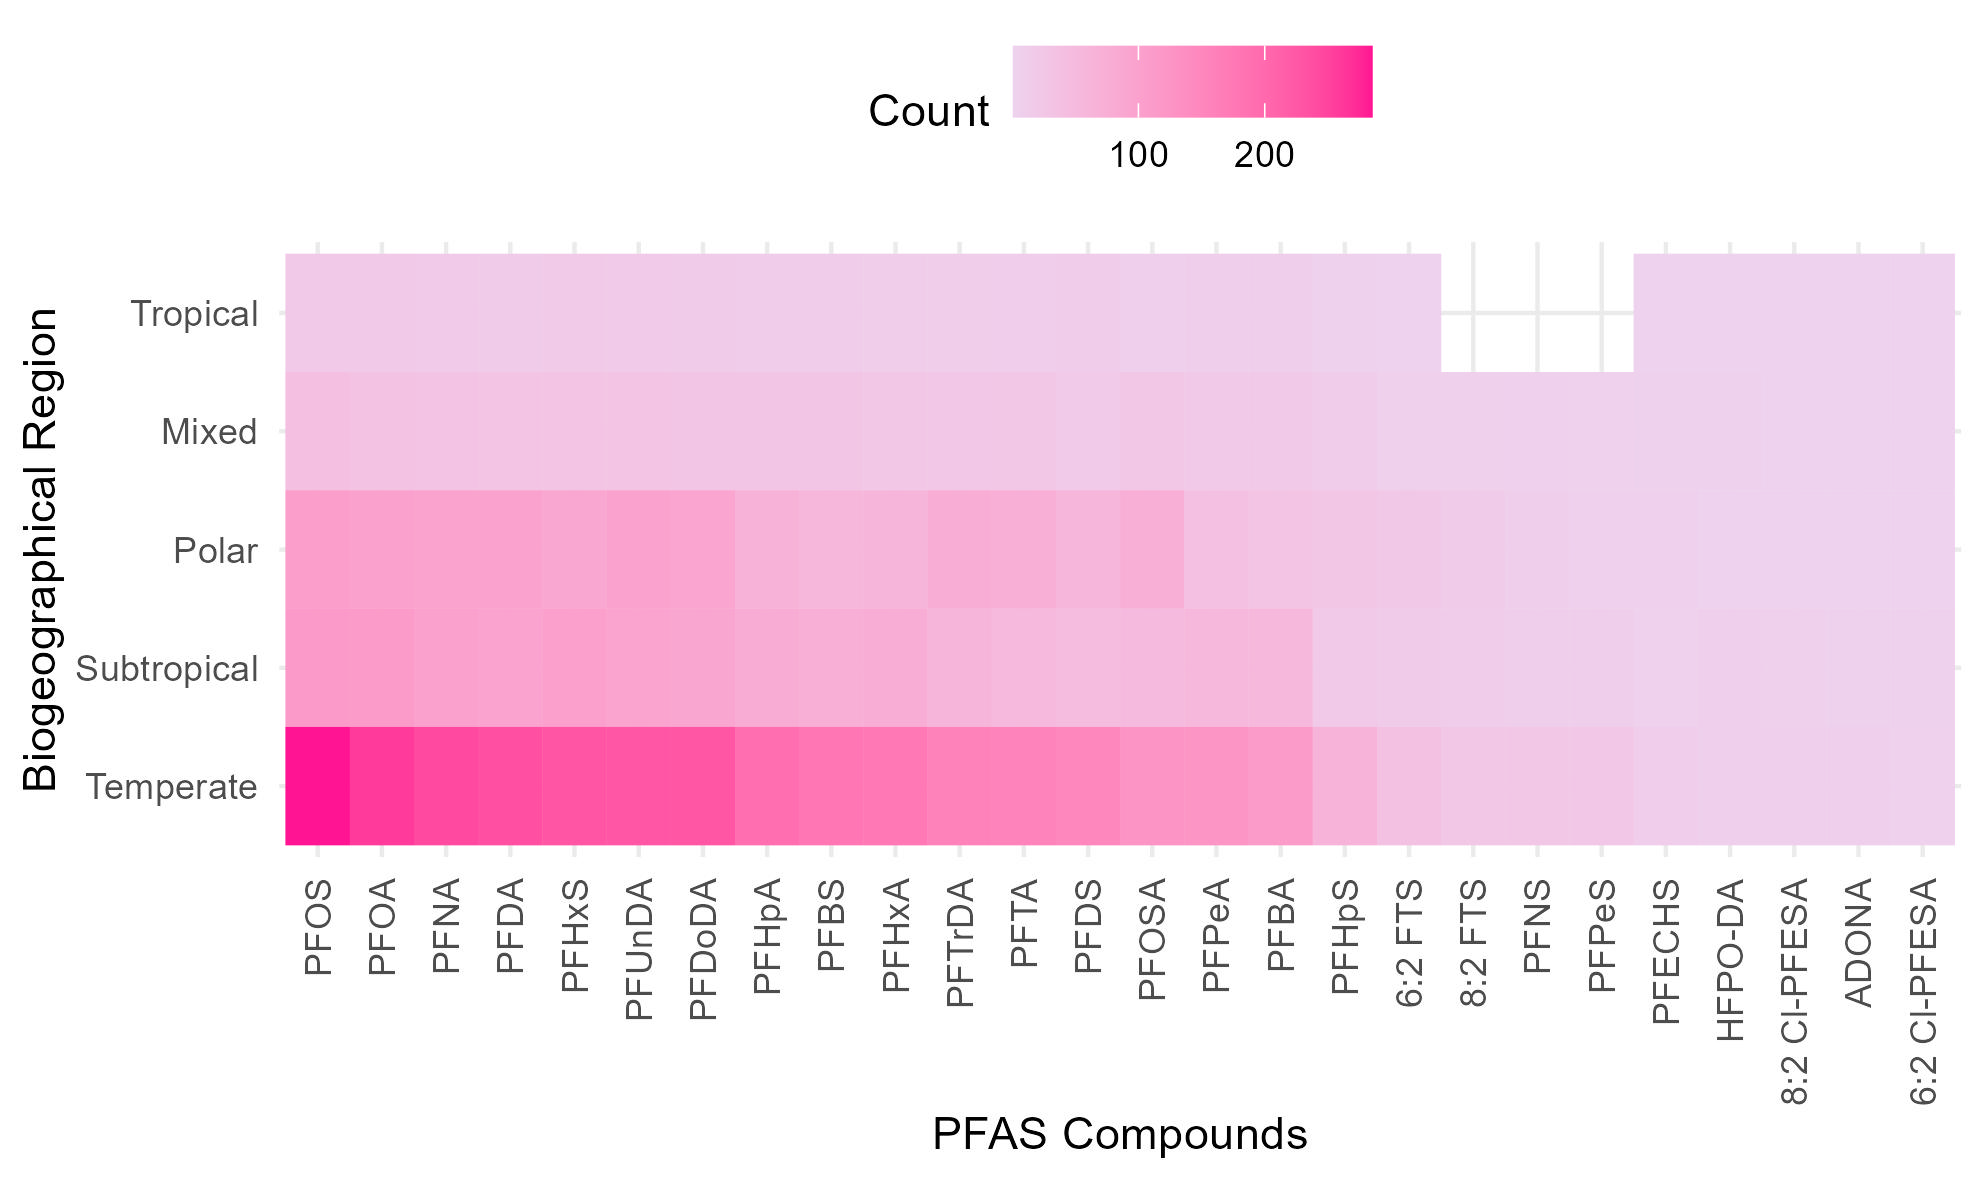 Count
100 200
Biogeographical Region
Tropical
Mixed
Polar
Subtropical
Temperate
PFOS
PFOA
PFNA
PFDA
PFHxS
PFUnDA
PFDoDA
PFHpA
PFBS
PFHxA
PFTrDA
PFTA
PFDS
PFOSA
PFPeA
PFBA
PFHpS
6:2 FTS
8:2 FTS
PFNS
PFPeS
PFECHS
HFPO-DA
8:2 Cl-PFESA
ADONA
6:2 Cl-PFESA
PFAS Compounds